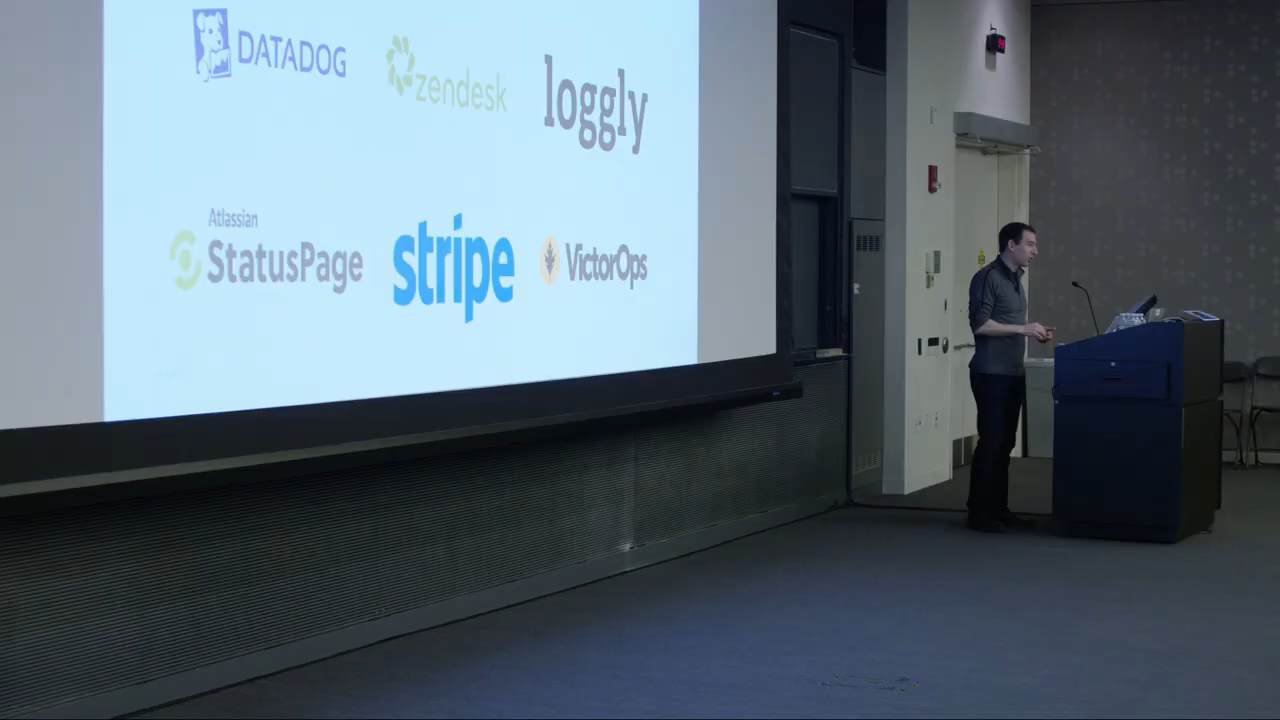 DATADOG
zendesk
loggly
Atlassian
StatusPage
stripe
VictorOps